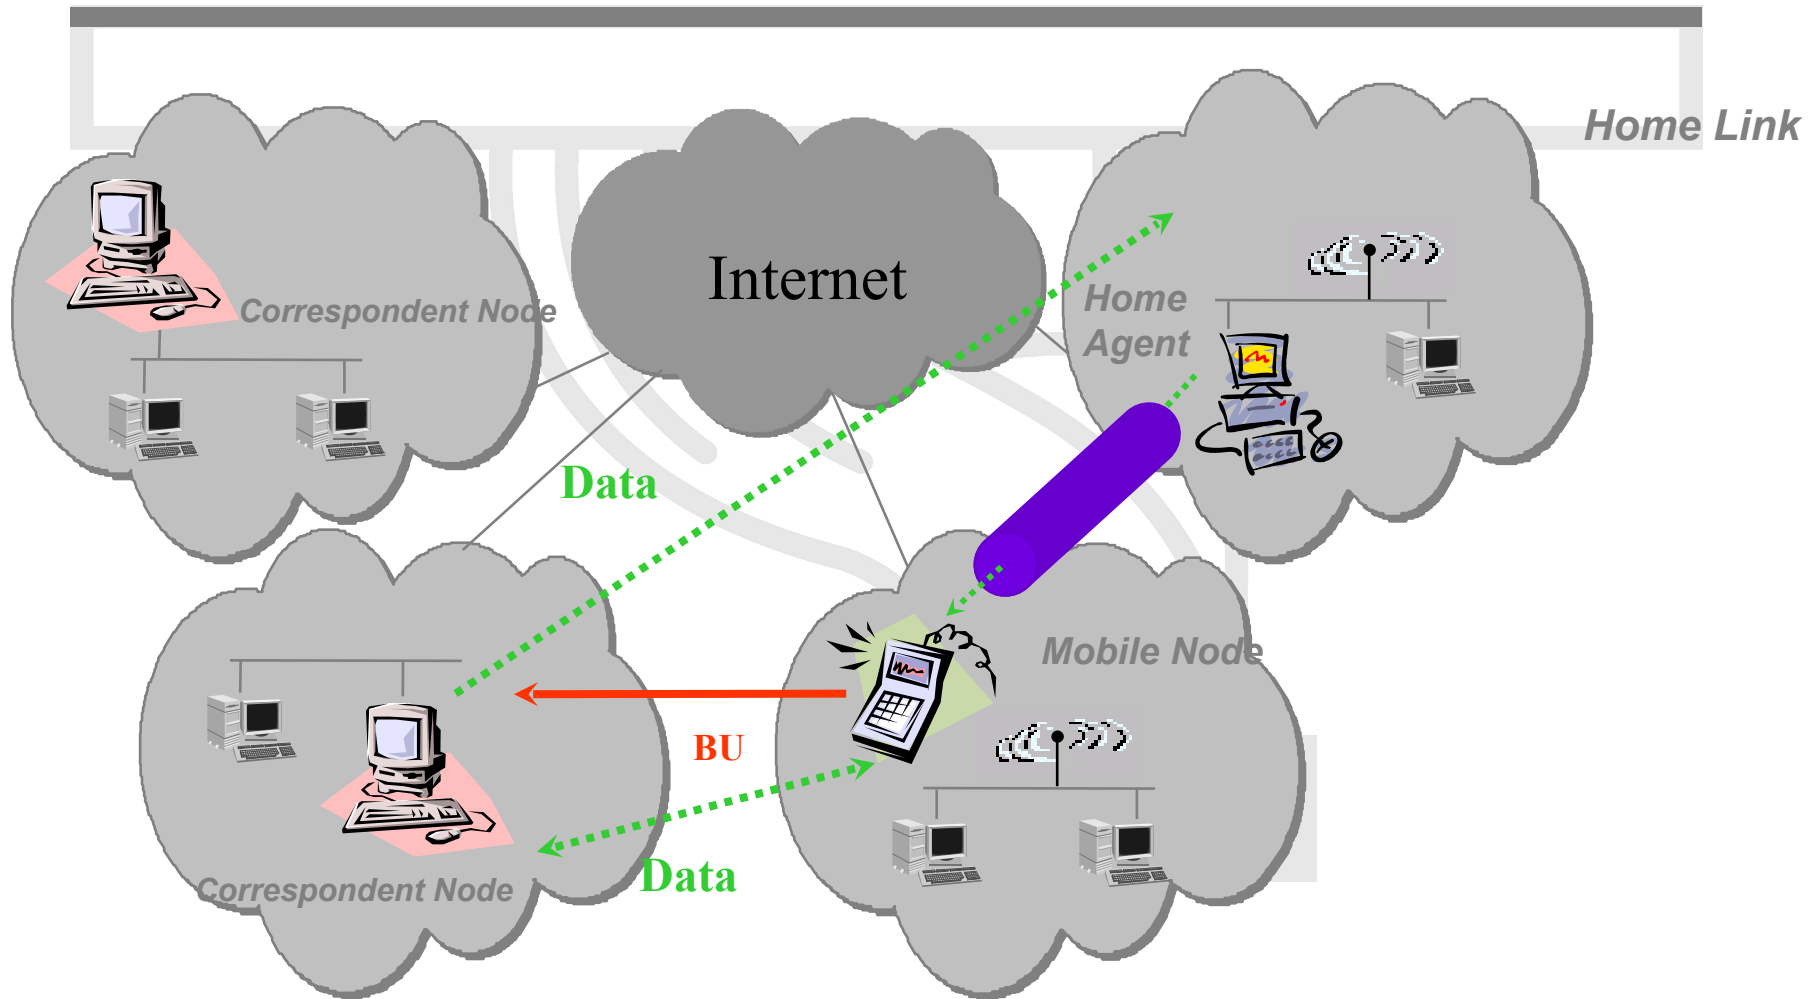 Home Link
Internet
Correspondent Node
Home
Agent
Data
Mobile Node
BU
Data
Correspondent Node